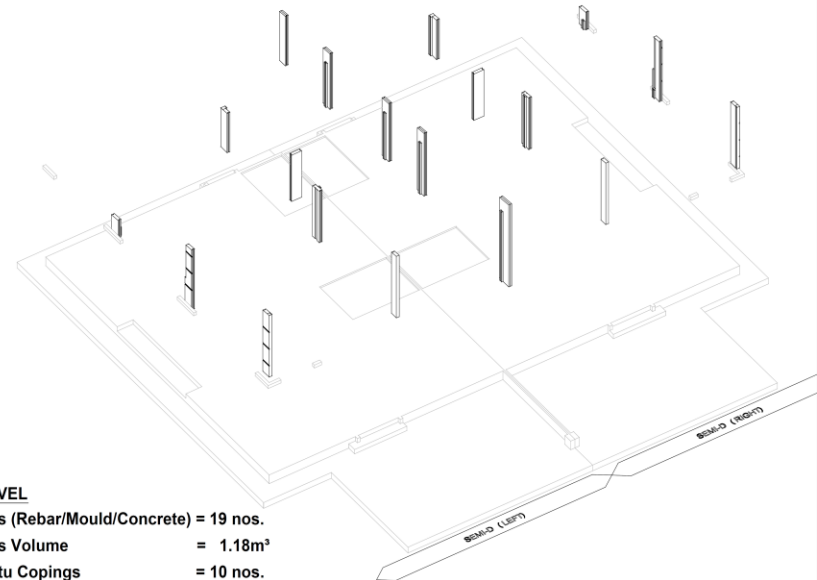 SEMI-D (RIGHT)
SEMI-D (LEFT)
VEL
s (Rebar/Mould/Concrete) = 19 nos.
s Volume = 1.18m³
tu Copings = 10 nos.